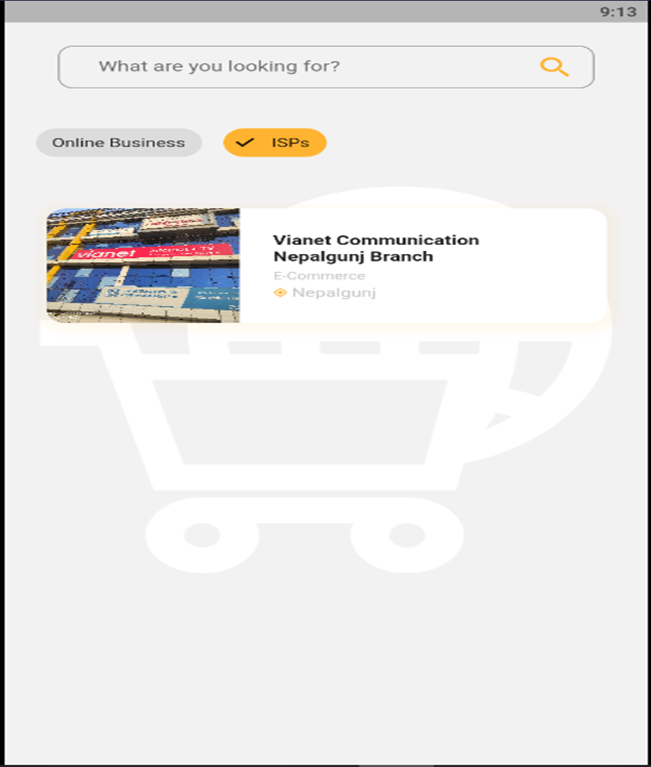 9:13
What are you looking for?
Online Business
ISPs
vianet
Vianet Communication
Nepalgunj Branch
E-Commerce
Nepalgunj